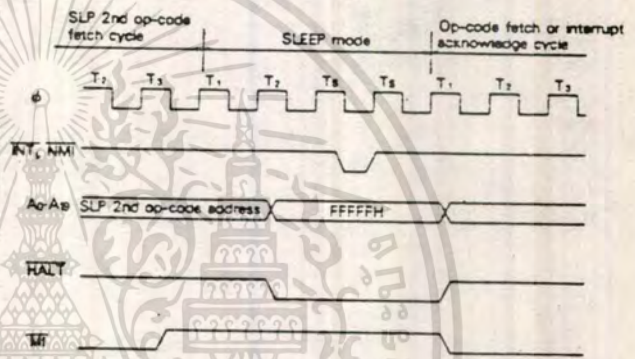 SLP 2nd op-code
fetch cycle
SLEEP mode
Op-code fetch or interrupt
acknowledge cycle
T₂ T₃ T₁ T₂ TS TS T₁ T₂ T₃
ϕ
INTᵢ, NMI
A₀-A₁₉ SLP 2nd op-code address FFFFFH
HALT
M1